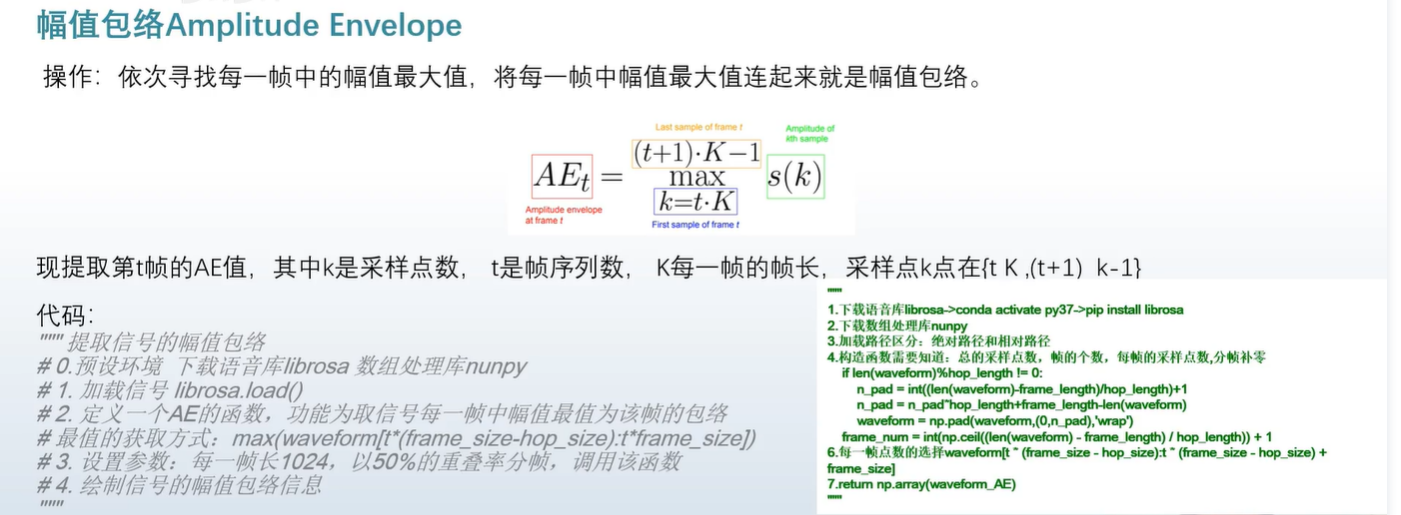 幅值包络Amplitude Envelope
操作：依次寻找每一帧中的幅值最大值，将每一帧中幅值最大值连起来就是幅值包络。
Last sample of frame t
Amplitude of
kth sample
(t+1)·K−1
AEt = max s(k)
k=t·K
Amplitude envelope
at frame t
First sample of frame t
现提取第t帧的AE值，其中k是采样点数， t是帧序列数， K每一帧的帧长，采样点k点在{t K ,(t+1) k-1}
代码：
""" 提取信号的幅值包络
# 0.预设环境 下载语音库librosa 数组处理库nunpy
# 1. 加载信号 librosa.load()
# 2. 定义一个AE的函数，功能为取信号每一帧中幅值最值为该帧的包络
# 最值的获取方式：max(waveform[t*(frame_size-hop_size):t*frame_size])
# 3. 设置参数：每一帧长1024，以50%的重叠率分帧，调用该函数
# 4. 绘制信号的幅值包络信息
"""
"""
1.下载语音库librosa->conda activate py37->pip install librosa
2.下载数组处理库nunpy
3.加载路径区分：绝对路径和相对路径
4.构造函数需要知道：总的采样点数，帧的个数，每帧的采样点数,分帧补零
if len(waveform)%hop_length != 0:
n_pad = int((len(waveform)-frame_length)/hop_length)+1
n_pad = n_pad*hop_length+frame_length-len(waveform)
waveform = np.pad(waveform,(0,n_pad),'wrap')
frame_num = int(np.ceil((len(waveform) - frame_length) / hop_length)) + 1
6.每一帧点数的选择waveform[t * (frame_size - hop_size):t * (frame_size - hop_size) +
frame_size]
7.return np.array(waveform_AE)
"""